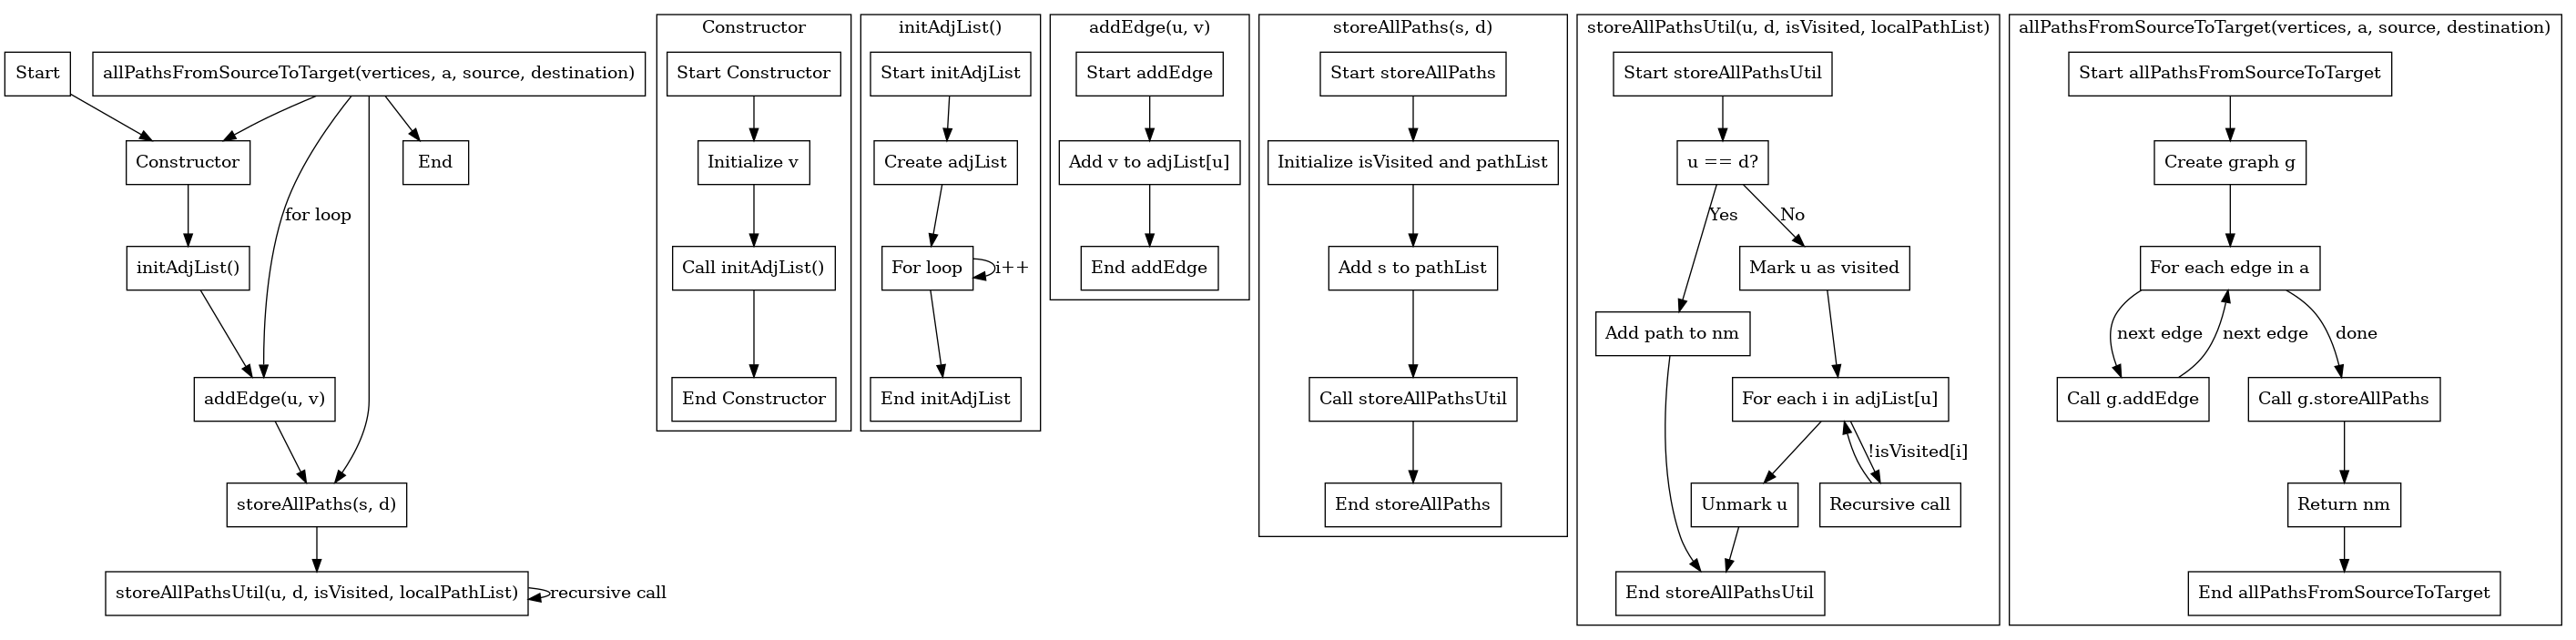 Start
allPathsFromSourceToTarget(vertices, a, source, destination)
Constructor
End
for loop
initAdjList()
addEdge(u, v)
storeAllPaths(s, d)
storeAllPathsUtil(u, d, isVisited, localPathList)
recursive call
Constructor
Start Constructor
Initialize v
Call initAdjList()
End Constructor
initAdjList()
Start initAdjList
Create adjList
For loop
i++
End initAdjList
addEdge(u, v)
Start addEdge
Add v to adjList[u]
End addEdge
storeAllPaths(s, d)
Start storeAllPaths
Initialize isVisited and pathList
Add s to pathList
Call storeAllPathsUtil
End storeAllPaths
storeAllPathsUtil(u, d, isVisited, localPathList)
Start storeAllPathsUtil
u == d?
Yes
No
Mark u as visited
Add path to nm
For each i in adjList[u]
!isVisited[i]
Unmark u
Recursive call
End storeAllPathsUtil
allPathsFromSourceToTarget(vertices, a, source, destination)
Start allPathsFromSourceToTarget
Create graph g
For each edge in a
next edge
next edge
done
Call g.addEdge
Call g.storeAllPaths
Return nm
End allPathsFromSourceToTarget